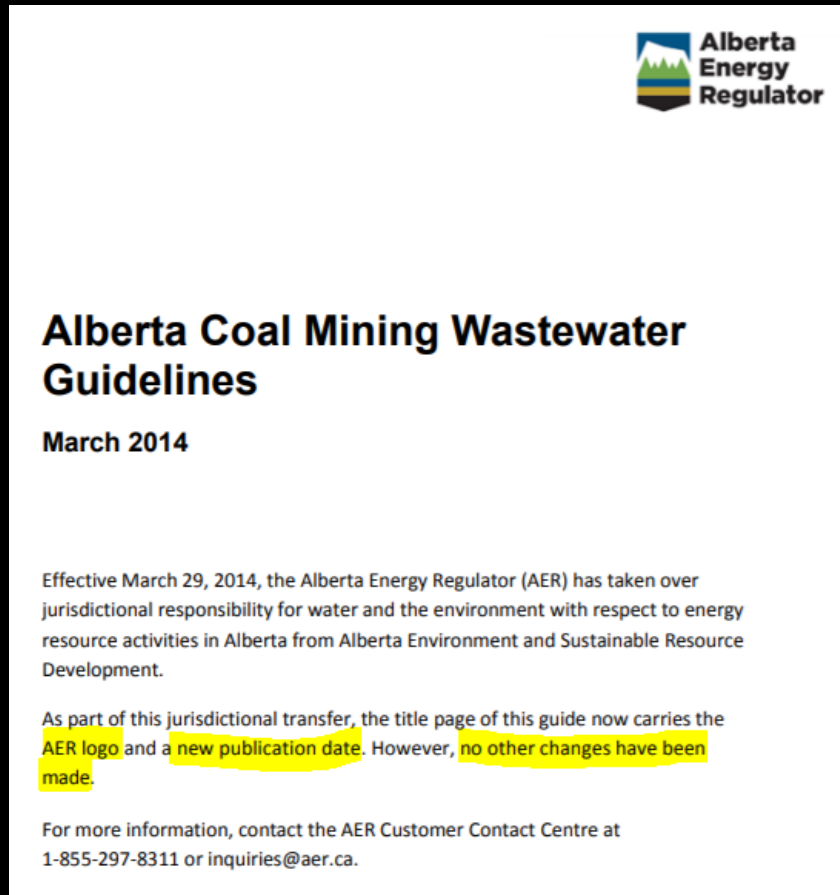 Alberta
Energy
Regulator
Alberta Coal Mining Wastewater
Guidelines
March 2014
Effective March 29, 2014, the Alberta Energy Regulator (AER) has taken over
jurisdictional responsibility for water and the environment with respect to energy
resource activities in Alberta from Alberta Environment and Sustainable Resource
Development.
As part of this jurisdictional transfer, the title page of this guide now carries the
AER logo and a new publication date. However, no other changes have been
made.
For more information, contact the AER Customer Contact Centre at
1-855-297-8311 or inquiries@aer.ca.